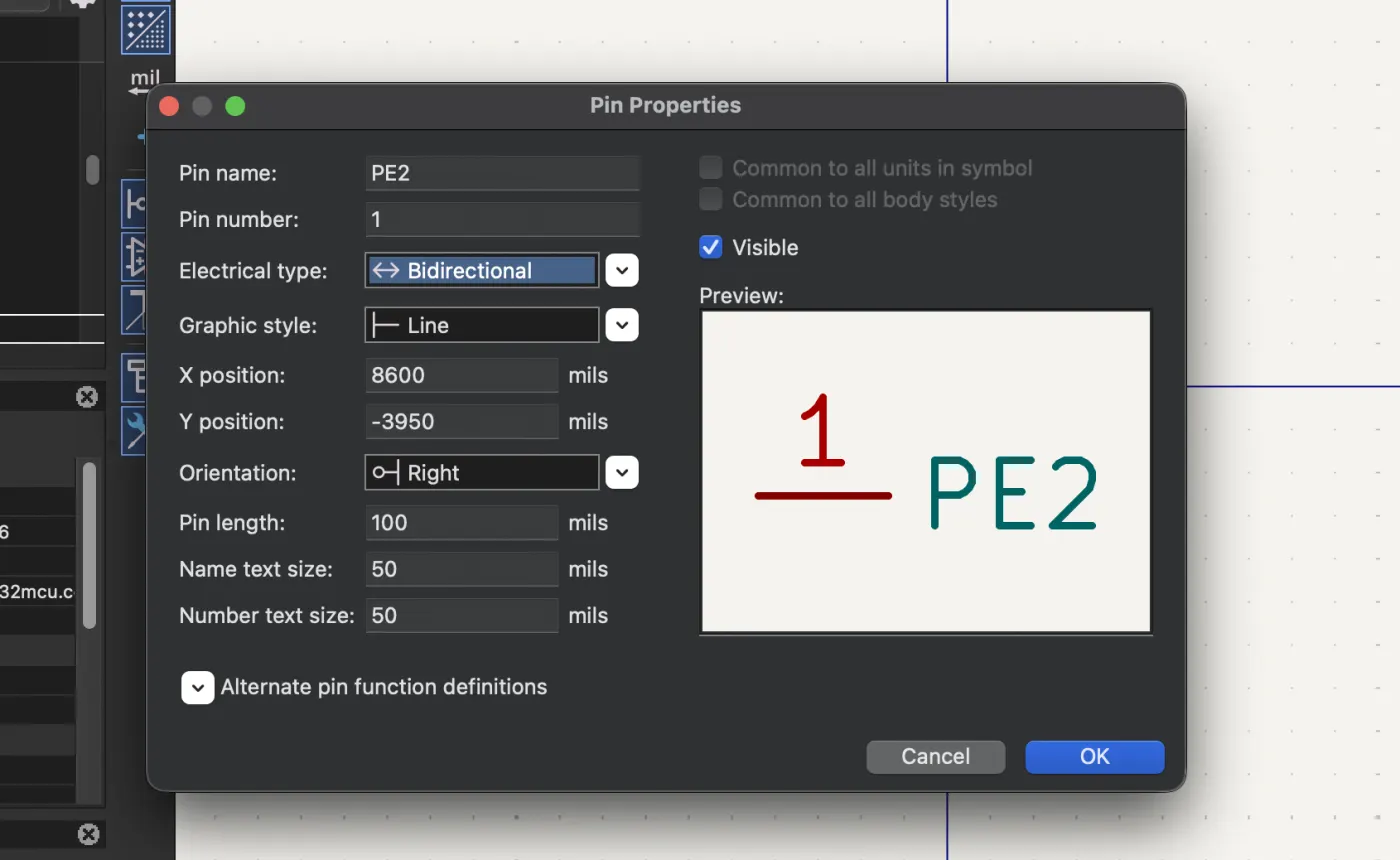 mil
Pin Properties
Pin name: PE2
Pin number: 1
Electrical type: Bidirectional
Graphic style: Line
X position: 8600 mils
Y position: -3950 mils
Orientation: Right
Pin length: 100 mils
Name text size: 50 mils
Number text size: 50 mils
Alternate pin function definitions
Common to all units in symbol
Common to all body styles
Visible
Preview:
1
PE2
Cancel OK
6
32mcu.c